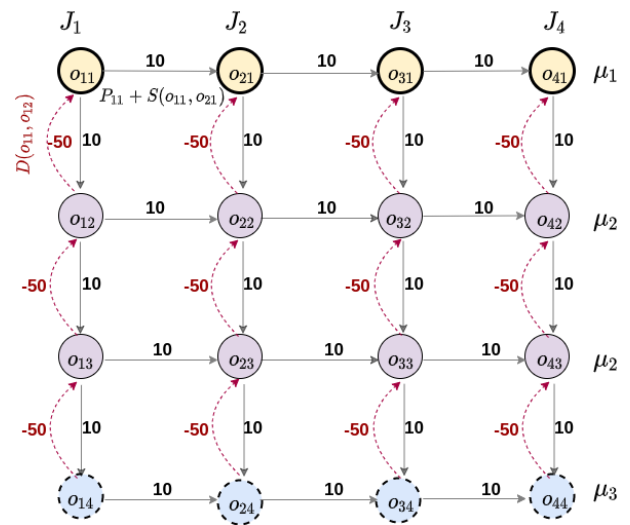 J₁ J₂ J₃ J₄
o₁₁ 10 o₂₁ 10 o₃₁ 10 o₄₁ μ₁
P₁₁ + S(o₁₁, o₂₁)
D(o₁₁, o₁₂)
-50 10 -50 10 -50 10 -50 10
o₁₂ 10 o₂₂ 10 o₃₂ 10 o₄₂ μ₂
-50 10 -50 10 -50 10 -50 10
o₁₃ 10 o₂₃ 10 o₃₃ 10 o₄₃ μ₂
-50 10 -50 10 -50 10 -50 10
o₁₄ 10 o₂₄ 10 o₃₄ 10 o₄₄ μ₃